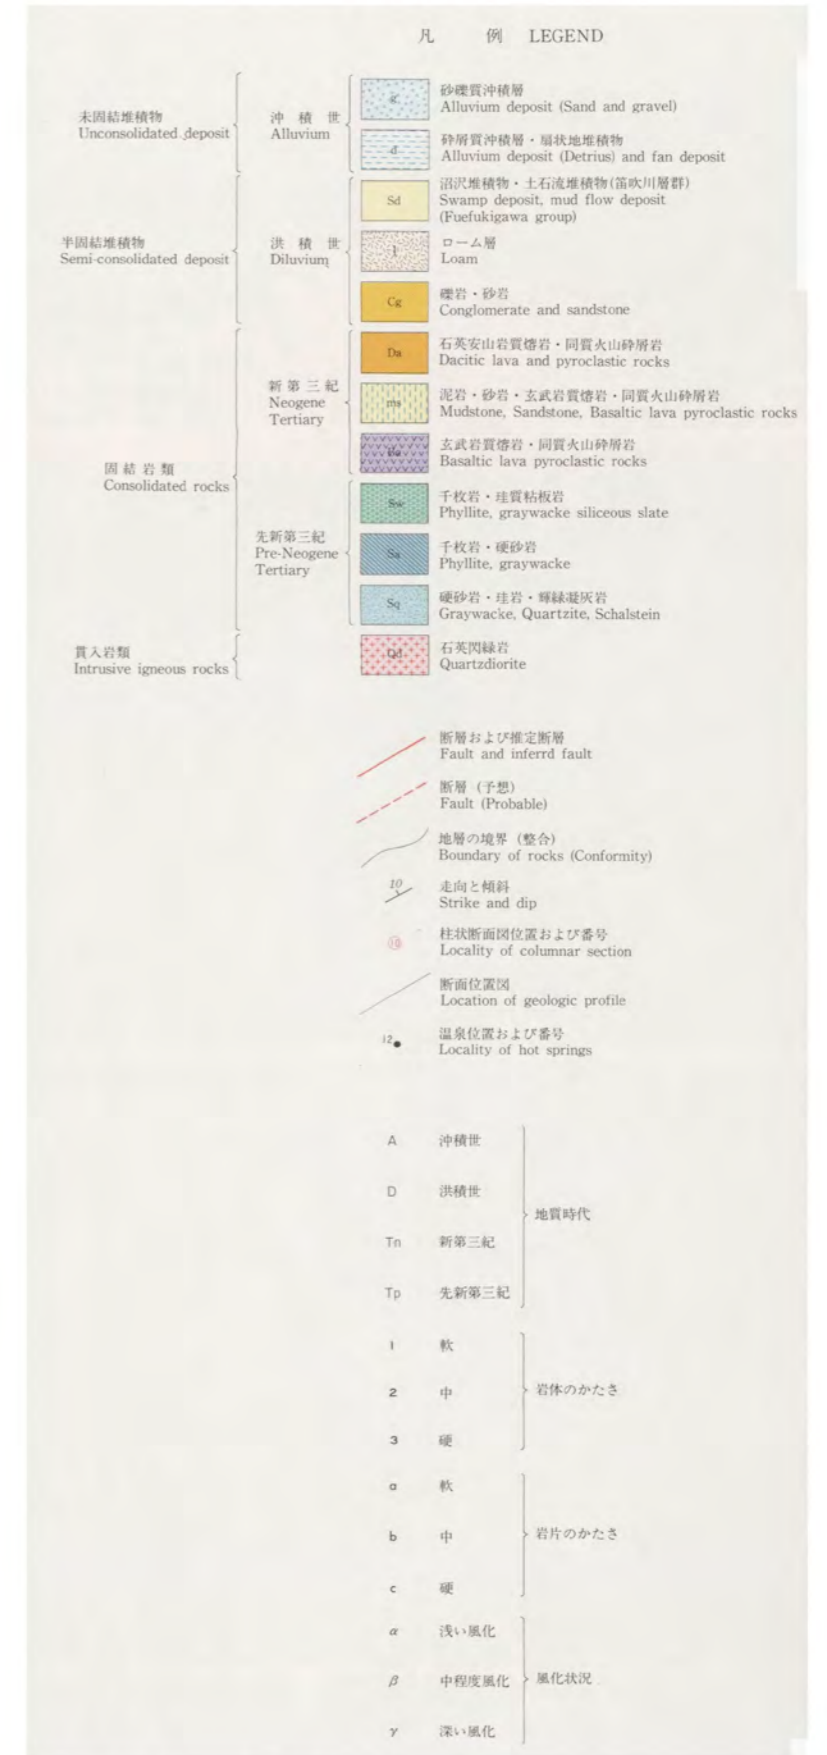 凡 例 LEGEND
未固結堆積物
Unconsolidated deposit
沖積世
Alluvium
g
砂礫質沖積層
Alluvium deposit (Sand and gravel)
d
砕屑質沖積層・扇状地堆積物
Alluvium deposit (Detrius) and fan deposit
半固結堆積物
Semi-consolidated deposit
洪積世
Diluvium
Sd
沼沢堆積物・土石流堆積物(笛吹川層群)
Swamp deposit, mud flow deposit
(Fuefukigawa group)
l
ローム層
Loam
Cg
礫岩・砂岩
Conglomerate and sandstone
固結岩類
Consolidated rocks
新第三紀
Neogene
Tertiary
Da
石英安山岩質熔岩・同質火山砕屑岩
Dacitic lava and pyroclastic rocks
ms
泥岩・砂岩・玄武岩質熔岩・同質火山砕屑岩
Mudstone, Sandstone, Basaltic lava pyroclastic rocks
玄武岩質熔岩・同質火山砕屑岩
Basaltic lava pyroclastic rocks
先新第三紀
Pre-Neogene
Tertiary
Sw
千枚岩・珪質粘板岩
Phyllite, graywacke siliceous slate
Sa
千枚岩・硬砂岩
Phyllite, graywacke
Sq
硬砂岩・珪岩・輝緑凝灰岩
Graywacke, Quartzite, Schalstein
貫入岩類
Intrusive igneous rocks
Qd
石英閃緑岩
Quartzdiorite
断層および推定断層
Fault and inferrd fault
断層 (予想)
Fault (Probable)
地層の境界 (整合)
Boundary of rocks (Conformity)
10
走向と傾斜
Strike and dip
⑩
柱状断面図位置および番号
Locality of columnar section
断面位置図
Location of geologic profile
12
温泉位置および番号
Locality of hot springs
A 沖積世
D 洪積世
Tn 新第三紀
Tp 先新第三紀
地質時代
1 軟
2 中
3 硬
岩体のかたさ
a 軟
b 中
c 硬
岩片のかたさ
α 浅い風化
β 中程度風化
γ 深い風化
風化状況